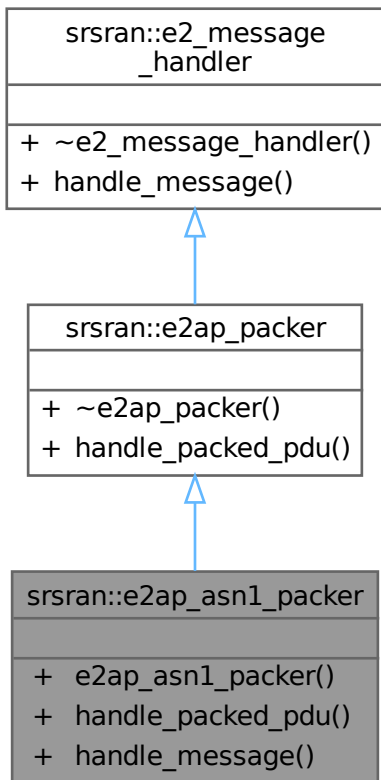 srsran::e2_message
_handler
+ ~e2_message_handler()
+ handle_message()
srsran::e2ap_packer
+ ~e2ap_packer()
+ handle_packed_pdu()
srsran::e2ap_asn1_packer
+ e2ap_asn1_packer()
+ handle_packed_pdu()
+ handle_message()